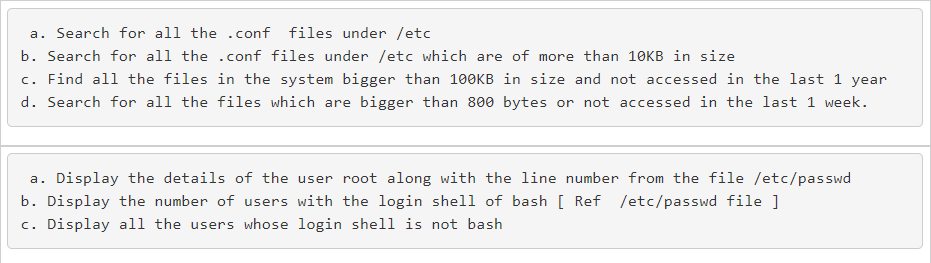 a. Search for all the .conf  files under /etc
b. Search for all the .conf files under /etc which are of more than 10KB in size
c. Find all the files in the system bigger than 100KB in size and not accessed in the last 1 year
d. Search for all the files which are bigger than 800 bytes or not accessed in the last 1 week.
a. Display the details of the user root along with the line number from the file /etc/passwd
b. Display the number of users with the login shell of bash [ Ref  /etc/passwd file ]
c. Display all the users whose login shell is not bash